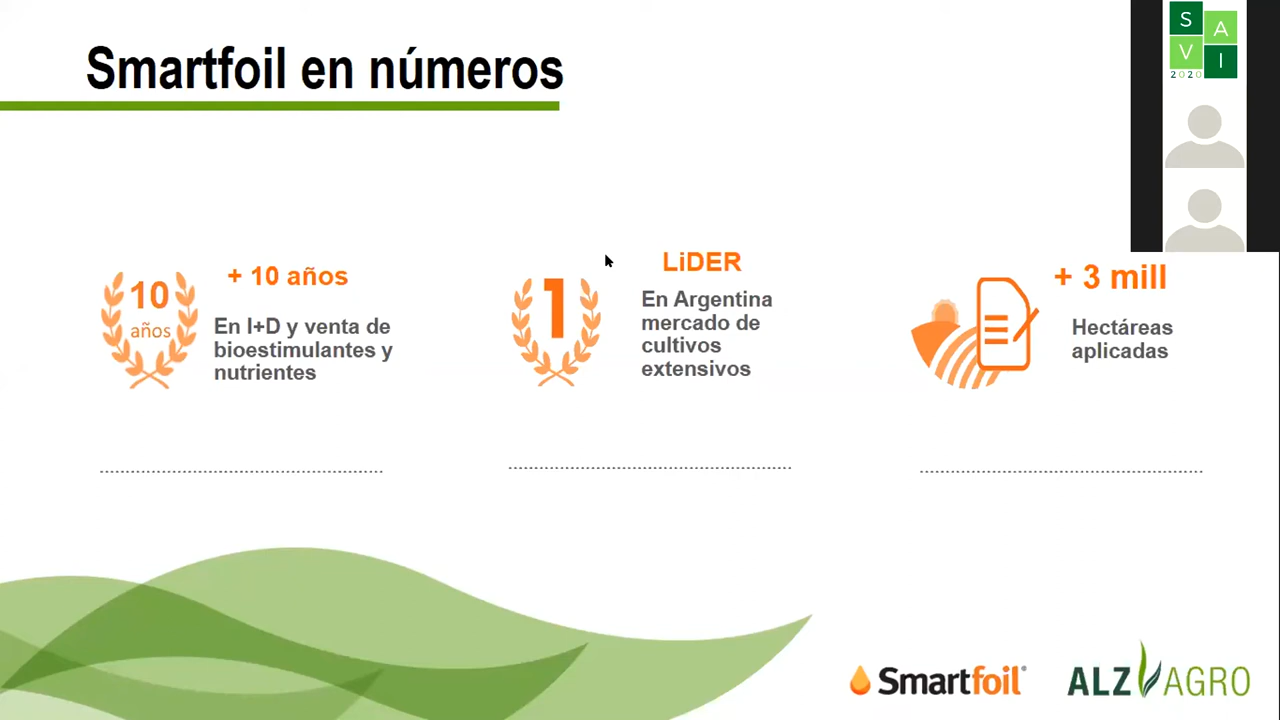 Smartfoil en números
S
A
V
I
2020
10
años
+ 10 años
En I+D y venta de
bioestimulantes y
nutrientes
1
LiDER
En Argentina
mercado de
cultivos
extensivos
+ 3 mill
Hectáreas
aplicadas
Smartfoil®
ALZ AGRO